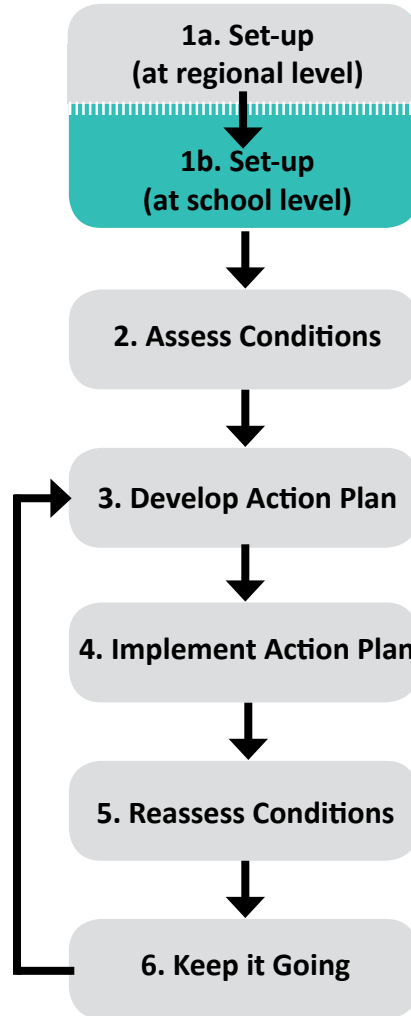 1a. Set-up
(at regional level)
1b. Set-up
(at school level)
2. Assess Conditions
3. Develop Action Plan
4. Implement Action Plan
5. Reassess Conditions
6. Keep it Going